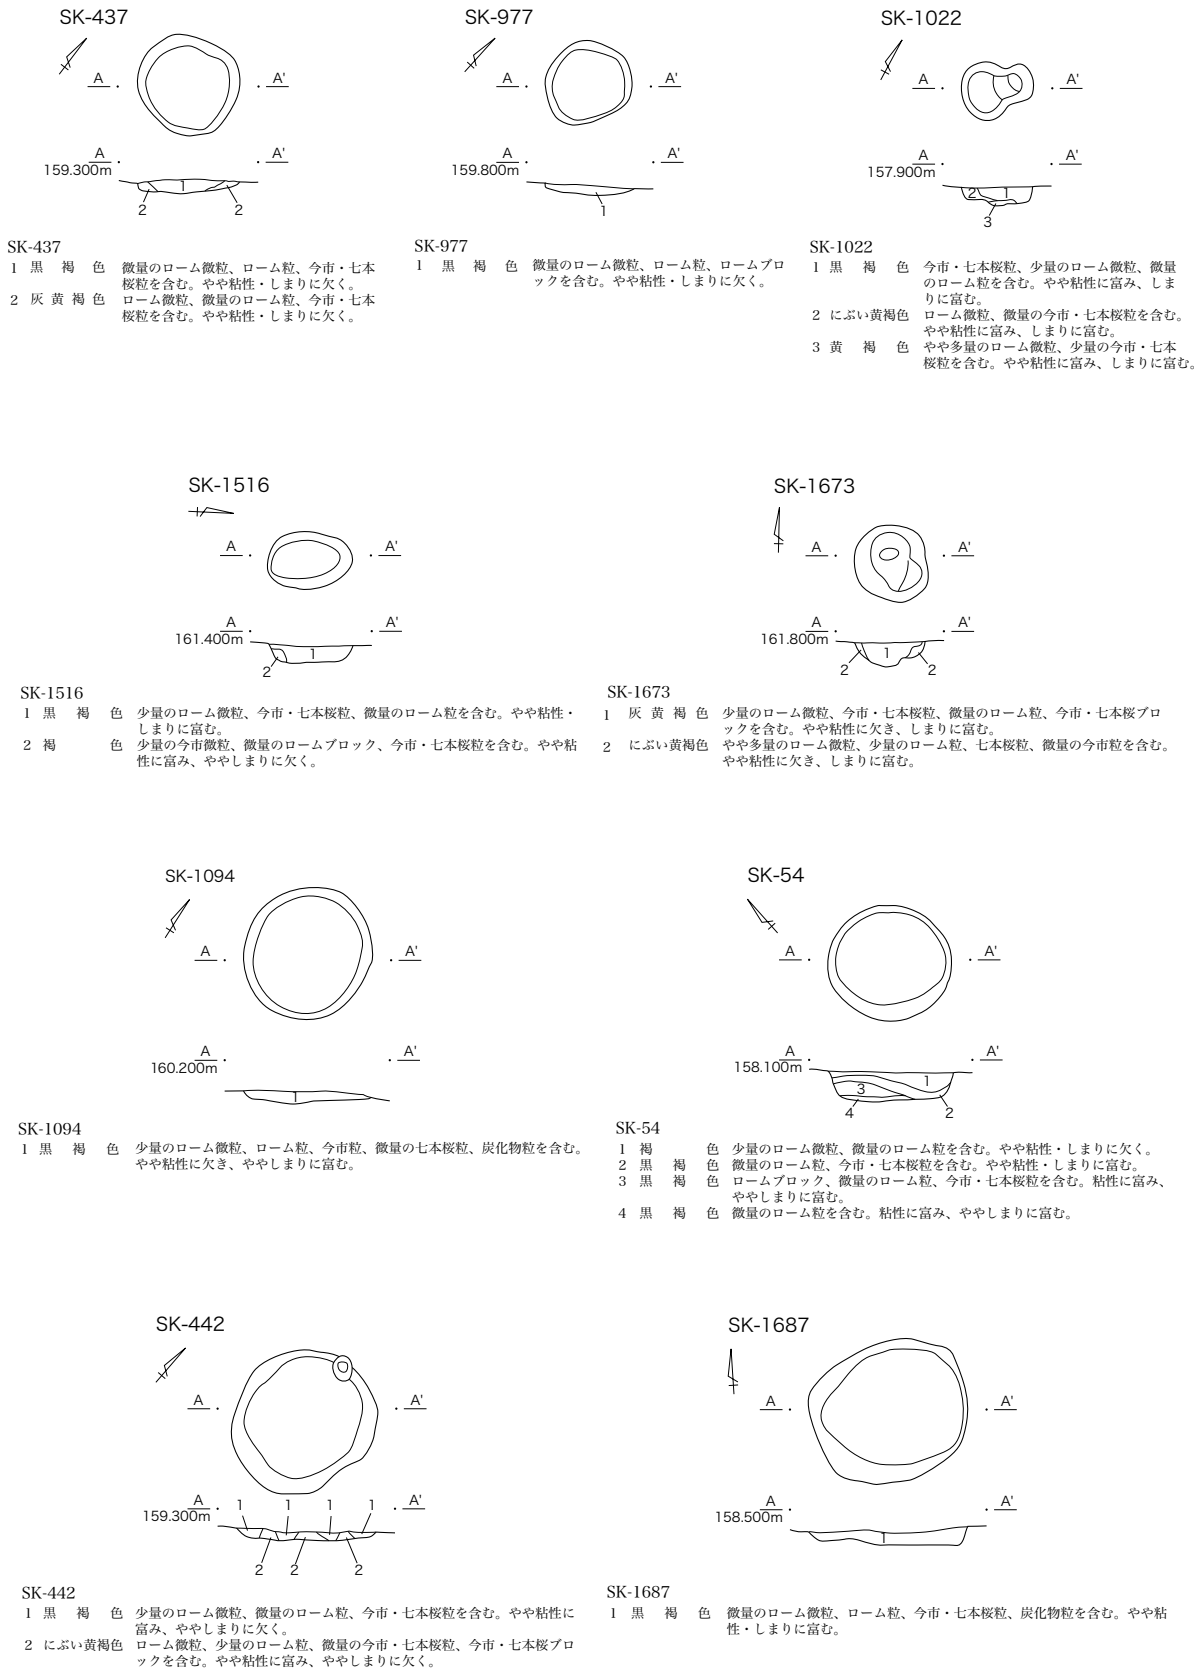 SK-437
A
A'
A
A'
159.300m
1
2
2
SK-437
1 黒褐色 微量のローム微粒、ローム粒、今市・七本
桜粒を含む。やや粘性・しまりに欠く。
2 灰黄褐色 ローム微粒、微量のローム粒、今市・七本
桜粒を含む。やや粘性・しまりに欠く。
SK-977
A
A'
A
A'
159.800m
1
SK-977
1 黒褐色 微量のローム微粒、ローム粒、ロームブロ
ックを含む。やや粘性・しまりに欠く。
SK-1022
A
A'
A
A'
157.900m
2
1
3
SK-1022
1 黒褐色 今市・七本桜粒、少量のローム微粒、微量
のローム粒を含む。やや粘性に富み、しま
りに富む。
2 にぶい黄褐色 ローム微粒、微量の今市・七本桜粒を含む。
やや粘性に富み、しまりに富む。
3 黄褐色 やや多量のローム微粒、少量の今市・七本
桜粒を含む。やや粘性に富み、しまりに富む。
SK-1516
A
A'
A
A'
161.400m
1
2
SK-1516
1 黒褐色 少量のローム微粒、今市・七本桜粒、微量のローム粒を含む。やや粘性・
しまりに富む。
2 褐色 少量の今市微粒、微量のロームブロック、今市・七本桜粒を含む。やや粘
性に富み、ややしまりに欠く。
SK-1673
A
A'
A
A'
161.800m
1
2
2
SK-1673
1 灰黄褐色 少量のローム微粒、今市・七本桜粒、微量のローム粒、今市・七本桜ブロ
ックを含む。やや粘性に欠き、しまりに富む。
2 にぶい黄褐色 やや多量のローム微粒、少量のローム粒、七本桜粒、微量の今市粒を含む。
やや粘性に欠き、しまりに富む。
SK-1094
A
A'
A
A'
160.200m
1
SK-1094
1 黒褐色 少量のローム微粒、ローム粒、今市粒、微量の七本桜粒、炭化物粒を含む。
やや粘性に欠き、ややしまりに富む。
SK-54
A
A'
A
A'
158.100m
1
3
4
2
SK-54
1 褐色 少量のローム微粒、微量のローム粒を含む。やや粘性・しまりに欠く。
2 黒褐色 微量のローム粒、今市・七本桜粒を含む。やや粘性・しまりに富む。
3 黒褐色 ロームブロック、微量のローム粒、今市・七本桜粒を含む。粘性に富み、
ややしまりに富む。
4 黒褐色 微量のローム粒を含む。粘性に富み、ややしまりに富む。
SK-442
A
A'
A
1
1
1
1
A'
159.300m
2
2
2
SK-442
1 黒褐色 少量のローム微粒、微量のローム粒、今市・七本桜粒を含む。やや粘性に
富み、ややしまりに欠く。
2 にぶい黄褐色 ローム微粒、少量のローム粒、微量の今市・七本桜粒、今市・七本桜ブロ
ックを含む。やや粘性に富み、ややしまりに欠く。
SK-1687
A
A'
A
A'
158.500m
1
SK-1687
1 黒褐色 微量のローム微粒、ローム粒、今市・七本桜粒、炭化物粒を含む。やや粘
性・しまりに富む。